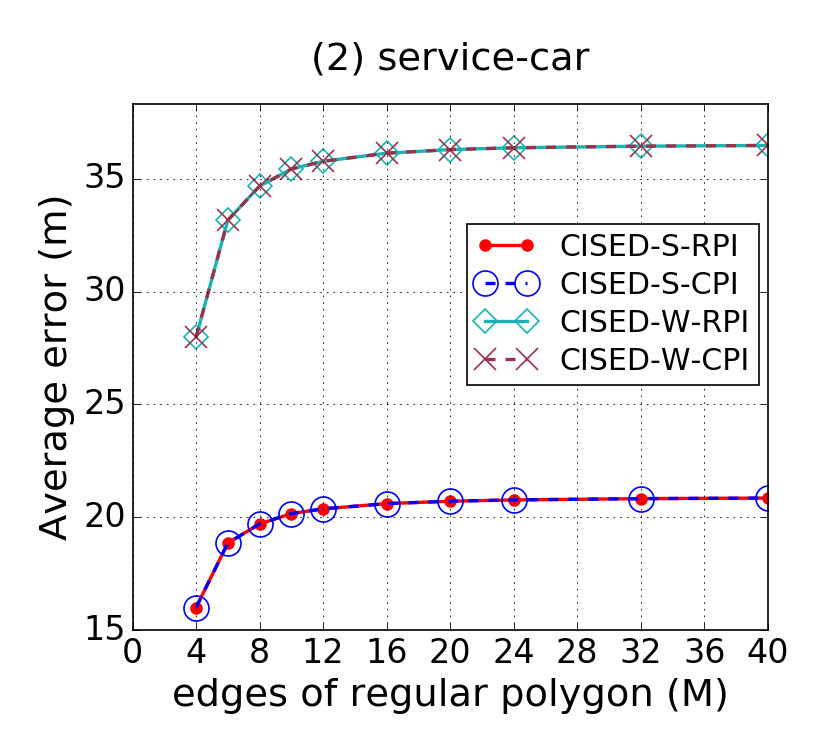 (2) service-car
Average error (m)
35
30
25
20
15
CISED-S-RPI
CISED-S-CPI
CISED-W-RPI
CISED-W-CPI
0 4 8 12 16 20 24 28 32 36 40
edges of regular polygon (M)